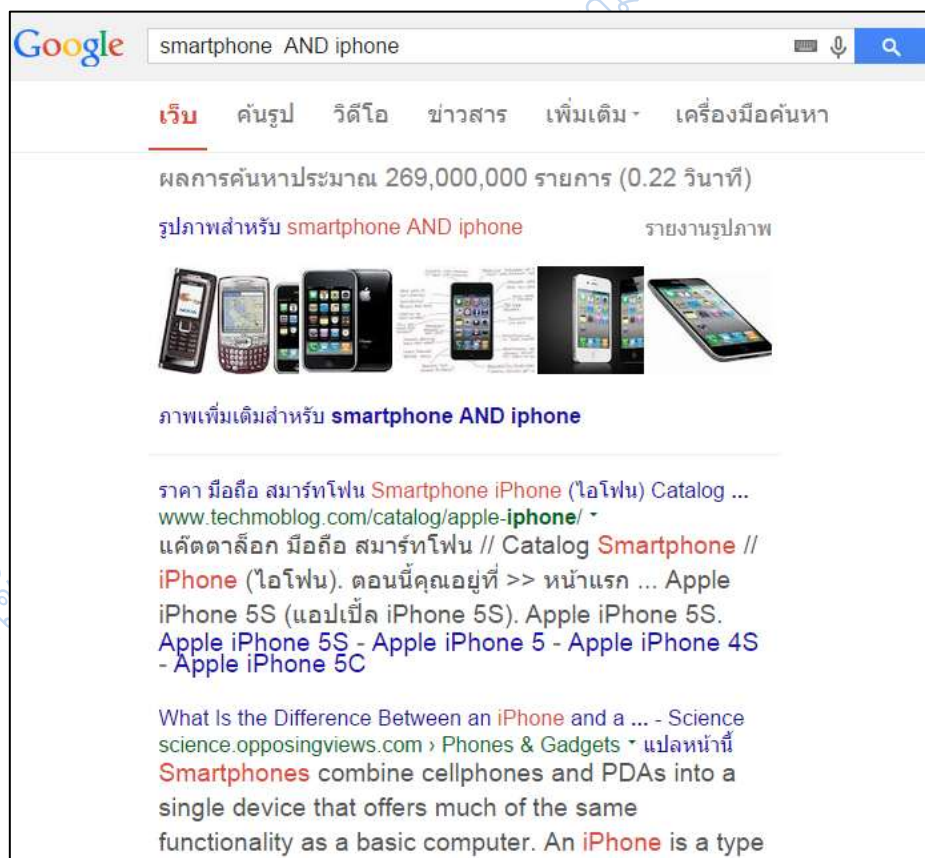 Google smartphone AND iphone
เว็บ ค้นรูป วิดีโอ ข่าวสาร เพิ่มเติม เครื่องมือค้นหา
ผลการค้นหาประมาณ 269,000,000 รายการ (0.22 วินาที)
รูปภาพสำหรับ smartphone AND iphone รายงานรูปภาพ
ภาพเพิ่มเติมสำหรับ smartphone AND iphone
ราคา มือถือ สมาร์ทโฟน Smartphone iPhone (ไอโฟน) Catalog ...
www.techmoblog.com/catalog/apple-iphone/
แค๊ตตาล็อก มือถือ สมาร์ทโฟน // Catalog Smartphone //
iPhone (ไอโฟน). ตอนนี้คุณอยู่ที่ >> หน้าแรก ... Apple
iPhone 5S (แอปเปิ้ล iPhone 5S). Apple iPhone 5S.
Apple iPhone 5S - Apple iPhone 5 - Apple iPhone 4S
- Apple iPhone 5C
What Is the Difference Between an iPhone and a ... - Science
science.opposingviews.com › Phones & Gadgets แปลหน้านี้
Smartphones combine cellphones and PDAs into a
single device that offers much of the same
functionality as a basic computer. An iPhone is a type